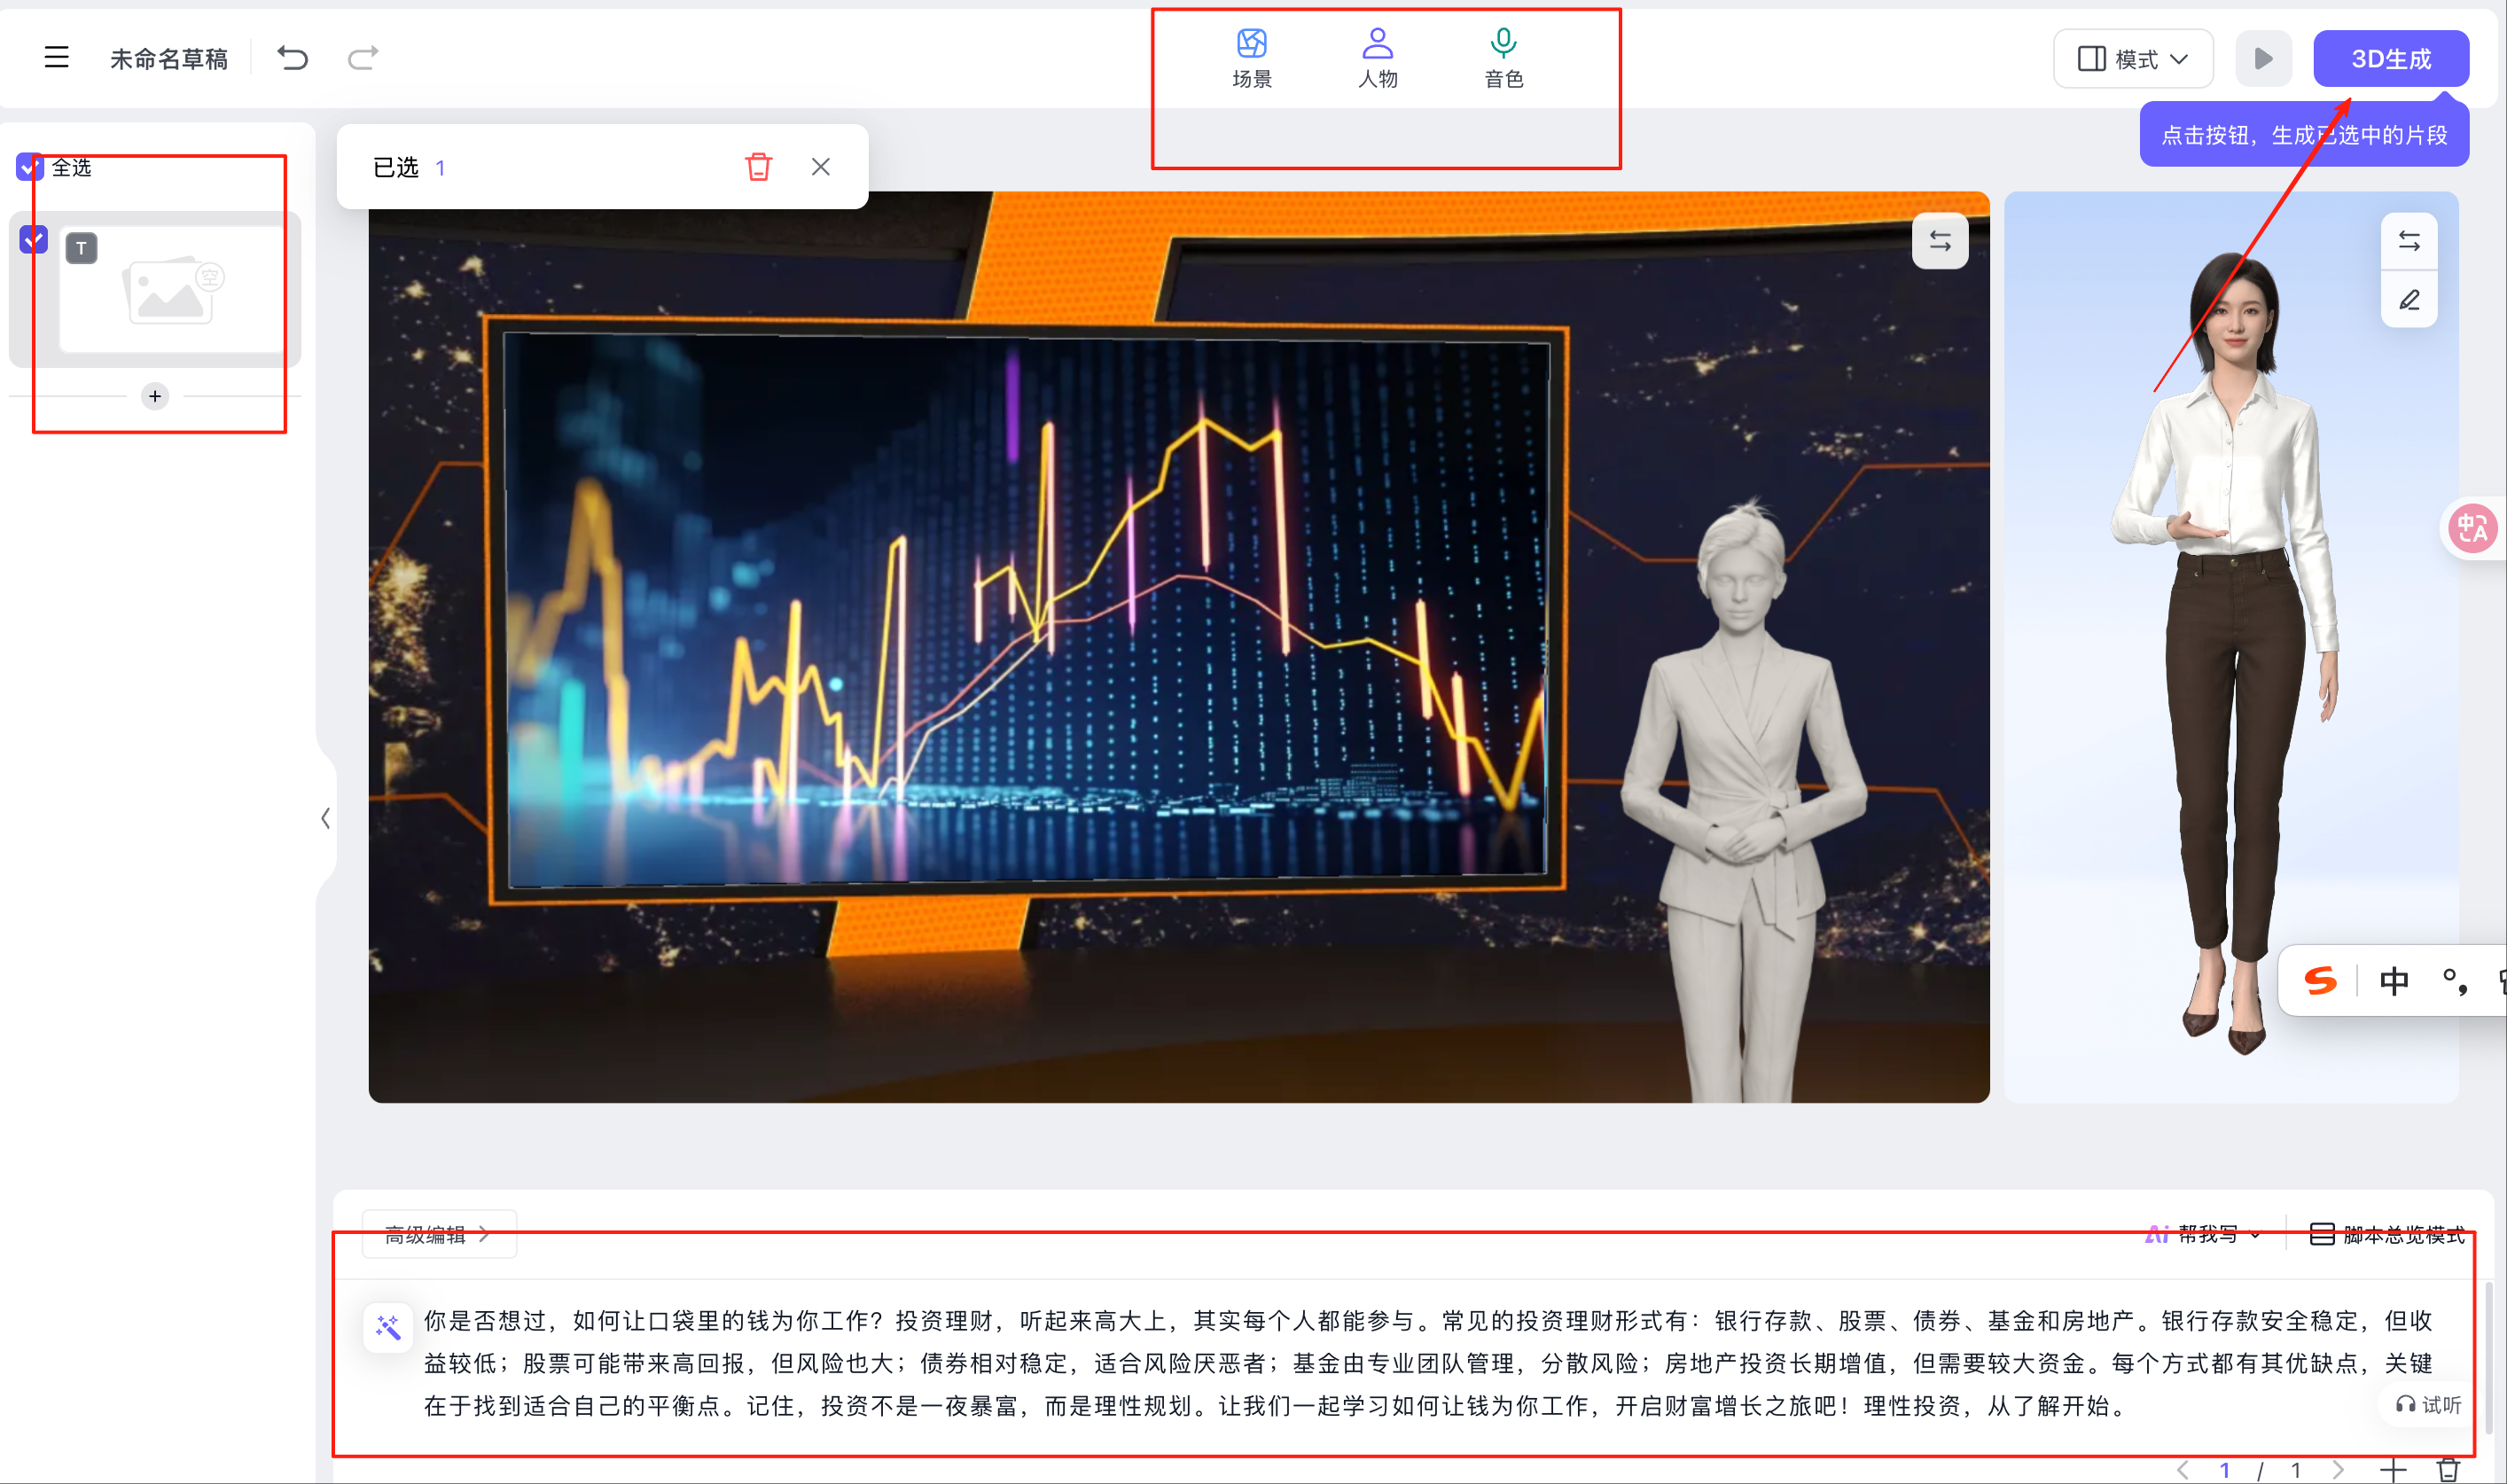 未命名草稿
场景
人物
音色
模式
3D生成
点击按钮，生成已选中的片段
全选
已选 1
T
空
中A
S 中 °,
高级编辑
Ai 帮我写
脚本总览模式
你是否想过，如何让口袋里的钱为你工作？投资理财，听起来高大上，其实每个人都能参与。常见的投资理财形式有：银行存款、股票、债券、基金和房地产。银行存款安全稳定，但收
益较低；股票可能带来高回报，但风险也大；债券相对稳定，适合风险厌恶者；基金由专业团队管理，分散风险；房地产投资长期增值，但需要较大资金。每个方式都有其优缺点，关键
在于找到适合自己的平衡点。记住，投资不是一夜暴富，而是理性规划。让我们一起学习如何让钱为你工作，开启财富增长之旅吧！理性投资，从了解开始。
试听
1 / 1